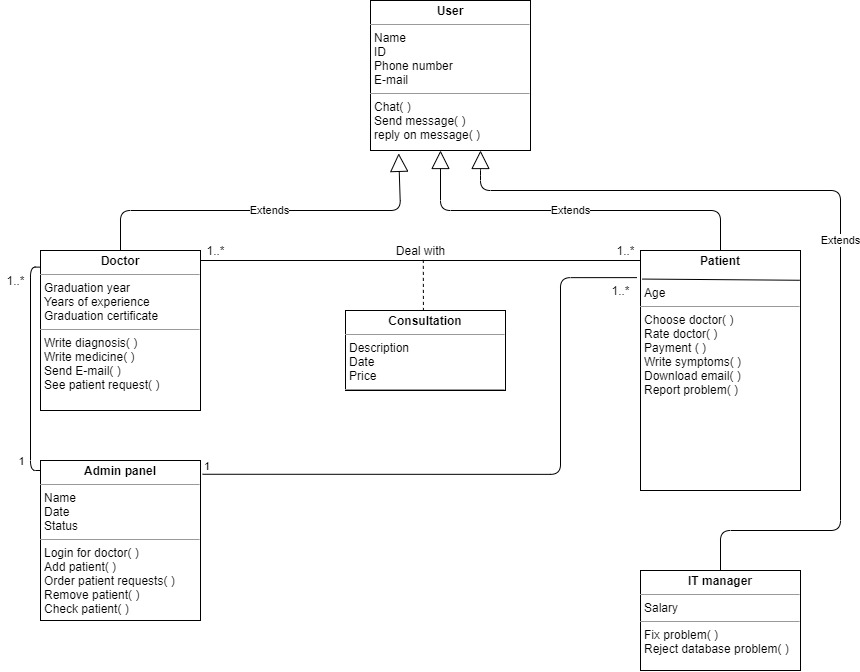 User
Name
ID
Phone number
E-mail
Chat( )
Send message( )
reply on message( )
Extends
Extends
Extends
1..*
Deal with
1..*
Doctor
Graduation year
Years of experience
Graduation certificate
Write diagnosis( )
Write medicine( )
Send E-mail( )
See patient request( )
1..*
Consultation
Description
Date
Price
Patient
Age
Choose doctor( )
Rate doctor( )
Payment ( )
Write symptoms( )
Download email( )
Report problem( )
1..*
1
1
Admin panel
Name
Date
Status
Login for doctor( )
Add patient( )
Order patient requests( )
Remove patient( )
Check patient( )
IT manager
Salary
Fix problem( )
Reject database problem( )